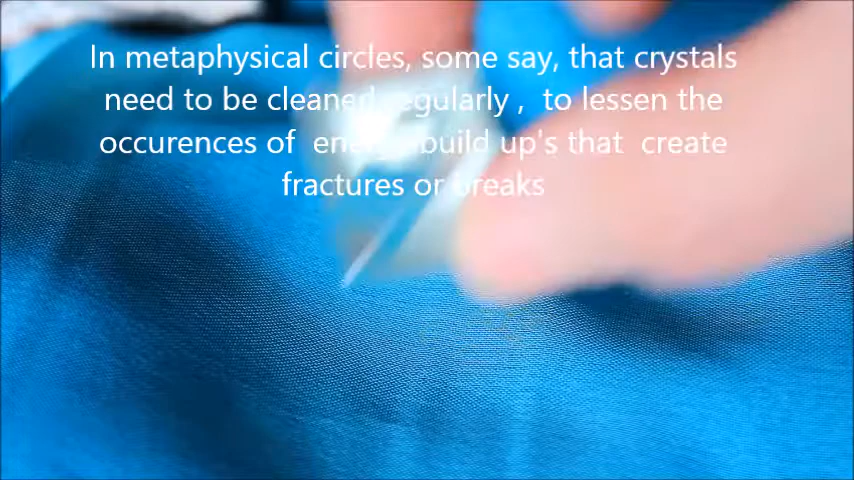 In metaphysical circles, some say, that crystals
need to be cleaned regularly , to lessen the
occurences of energy build up's that create
fractures or breaks